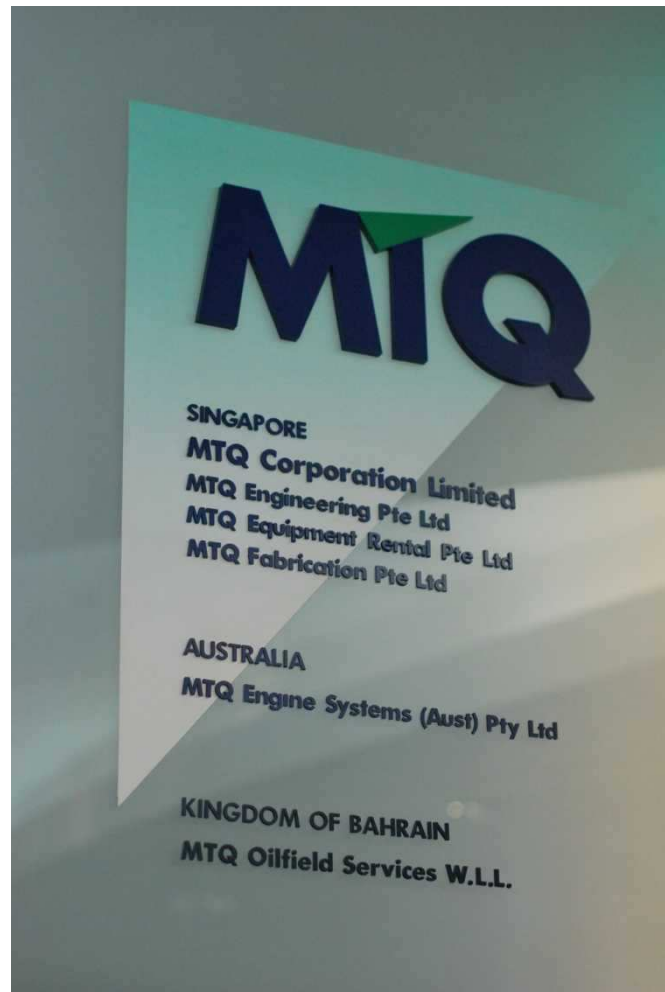 MTQ
SINGAPORE
MTQ Corporation Limited
MTQ Engineering Pte Ltd
MTQ Equipment Rental Pte Ltd
MTQ Fabrication Pte Ltd
AUSTRALIA
MTQ Engine Systems (Aust) Pty Ltd
KINGDOM OF BAHRAIN
MTQ Oilfield Services W.L.L.